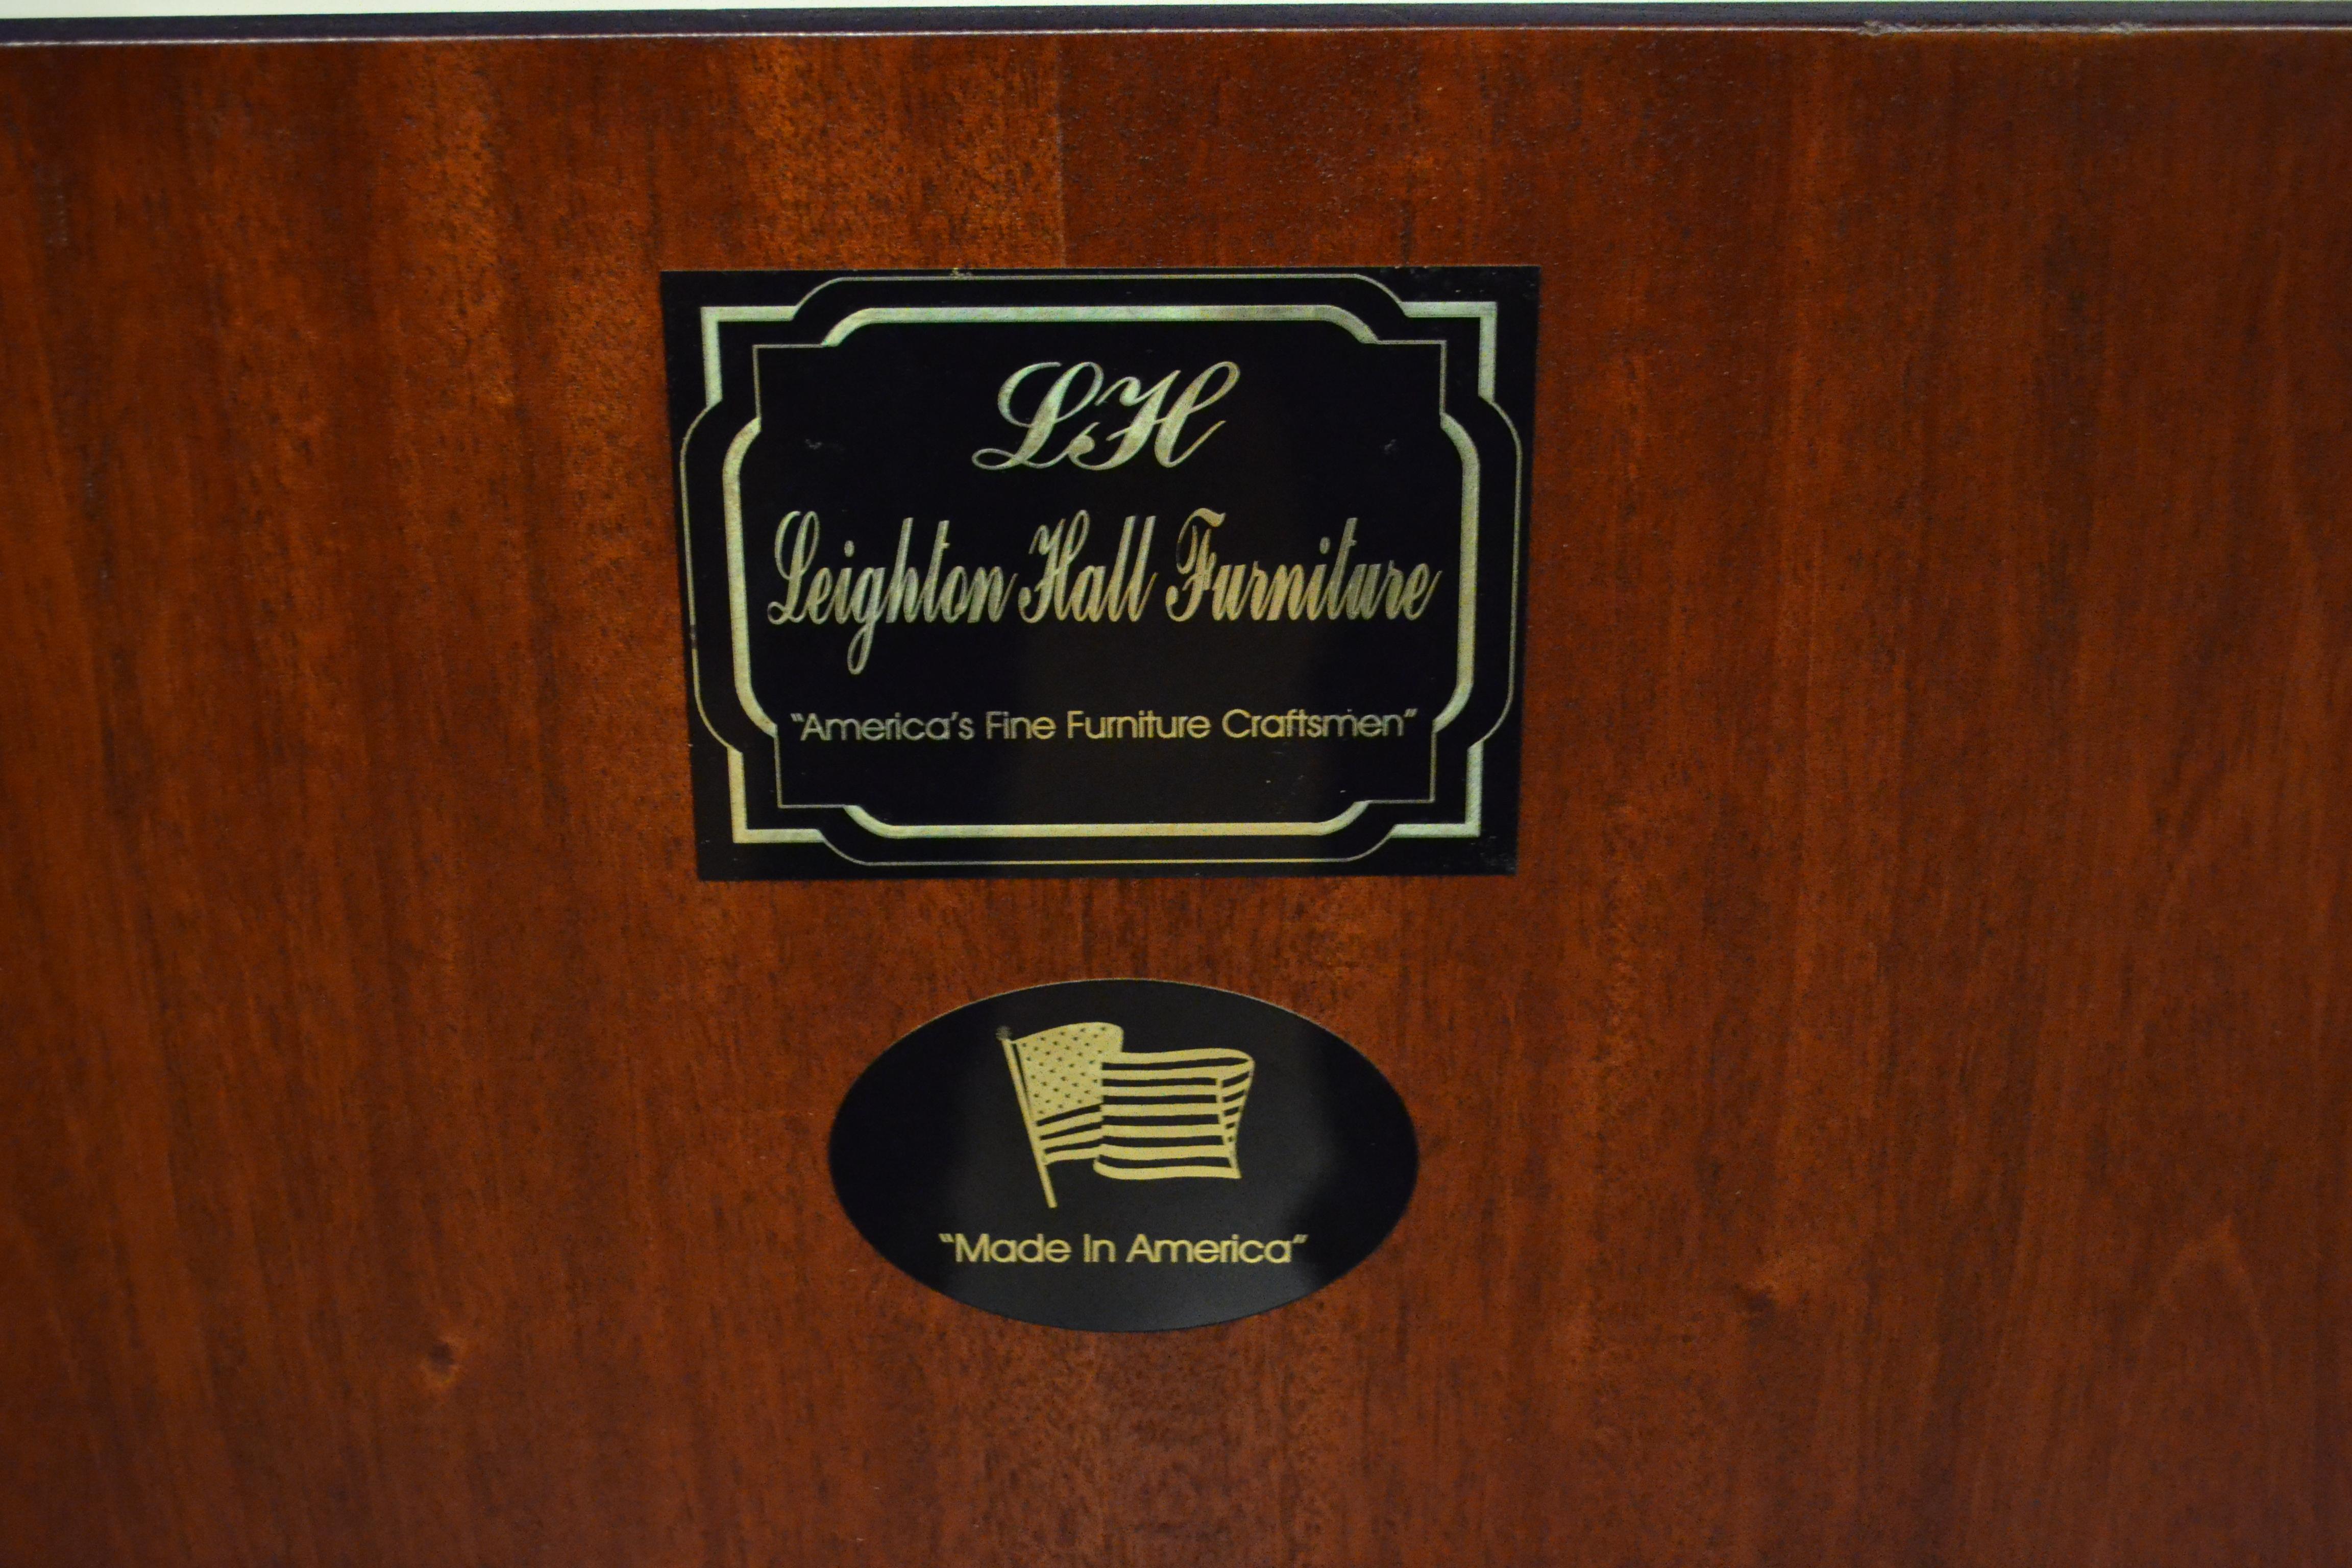 LH
Leighton Hall Furniture
"America's Fine Furniture Craftsmen"
"Made In America"